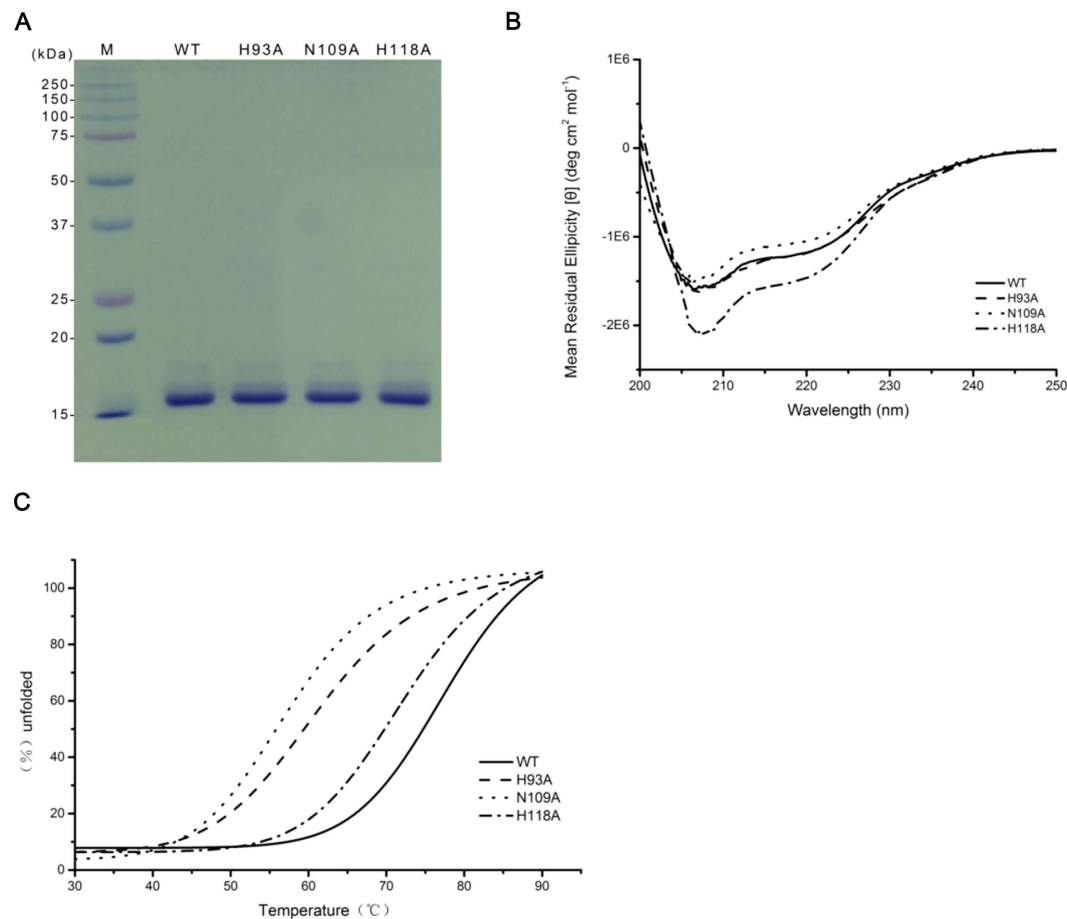 A
(kDa) M WT H93A N109A H118A
250-
150-
100-
75-
50-
37-
25-
20-
15-
B
Mean Residual Ellipicity [θ] (deg cm² mol⁻¹)
1E6
0
-1E6
-2E6
WT
H93A
N109A
H118A
200 210 220 230 240 250
Wavelength (nm)
C
(%) unfolded
100
80
60
40
20
0
WT
H93A
N109A
H118A
30 40 50 60 70 80 90
Temperature (℃)